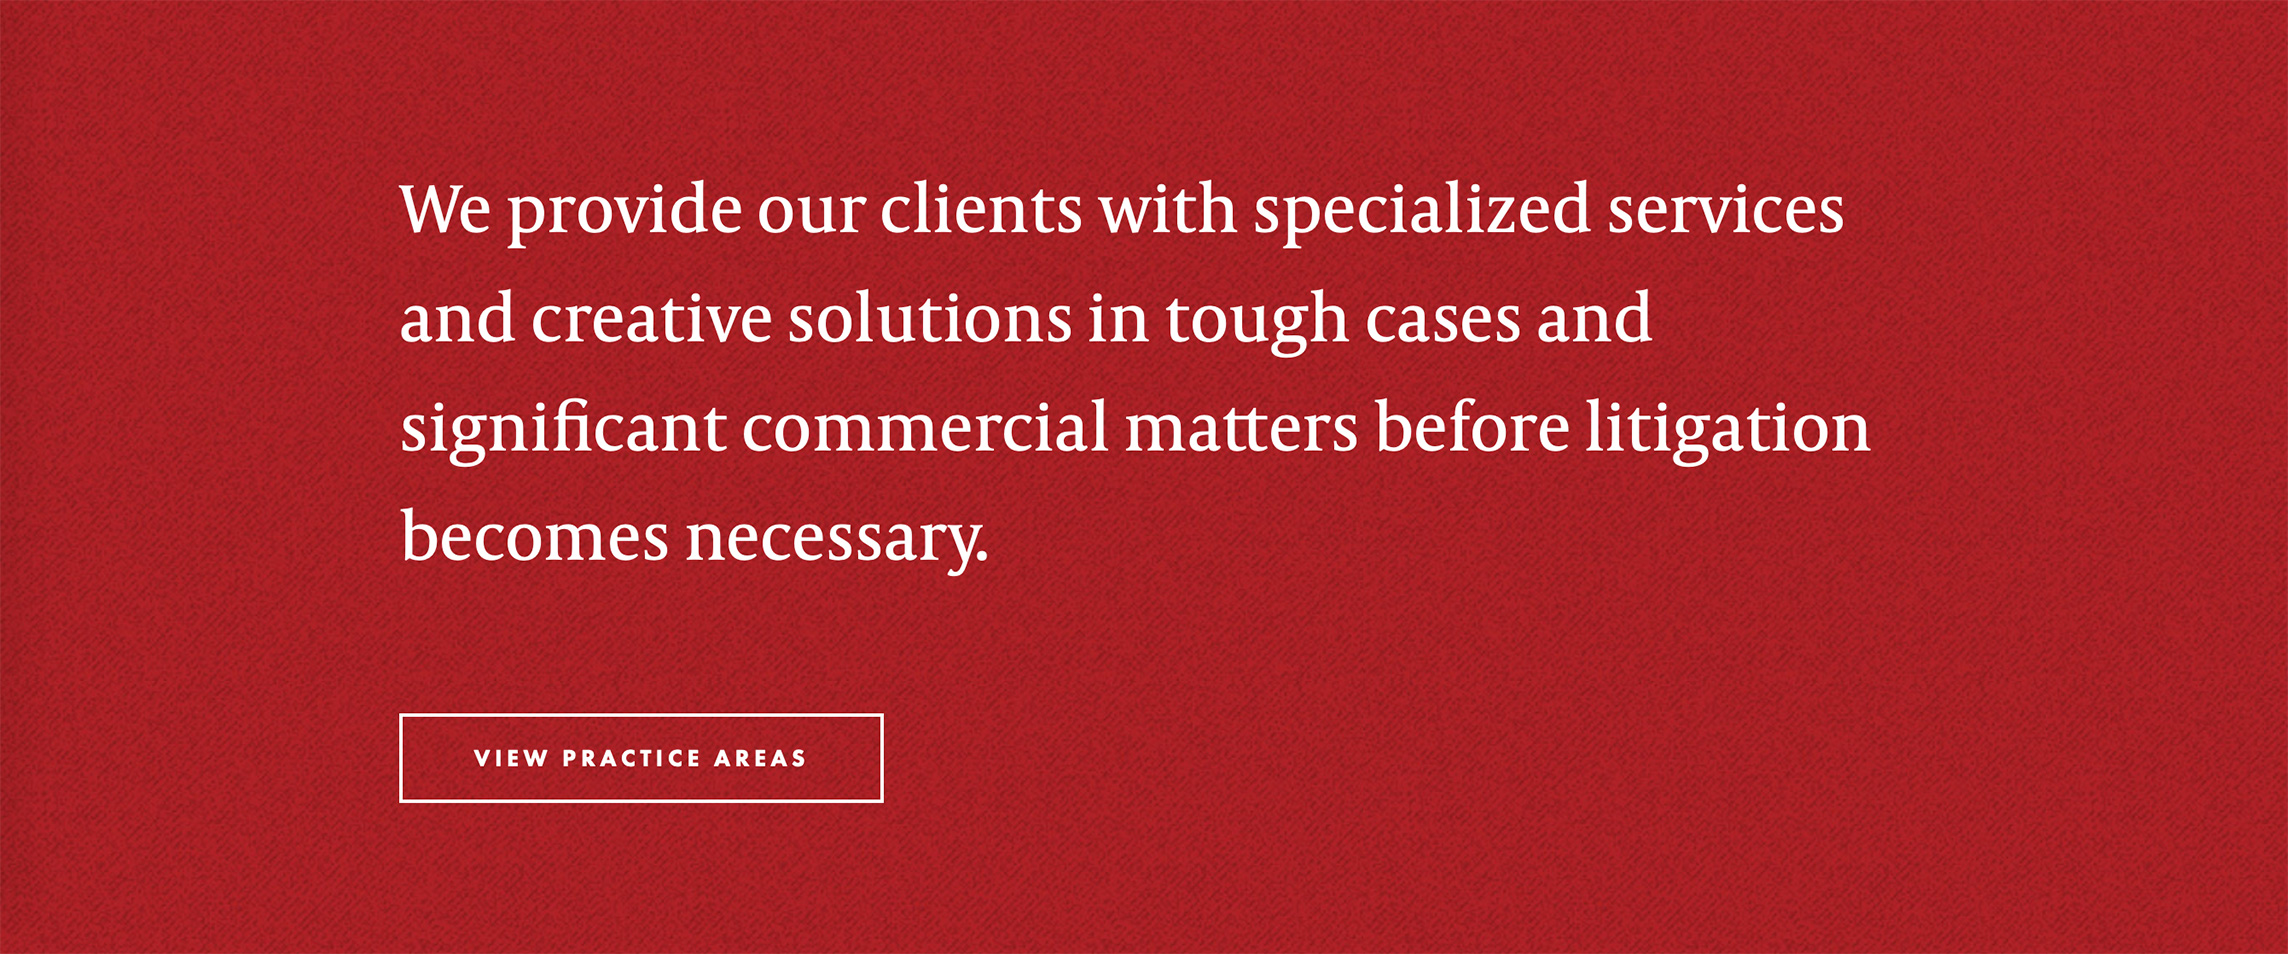 We provide our clients with specialized services
and creative solutions in tough cases and
significant commercial matters before litigation
becomes necessary.
VIEW PRACTICE AREAS